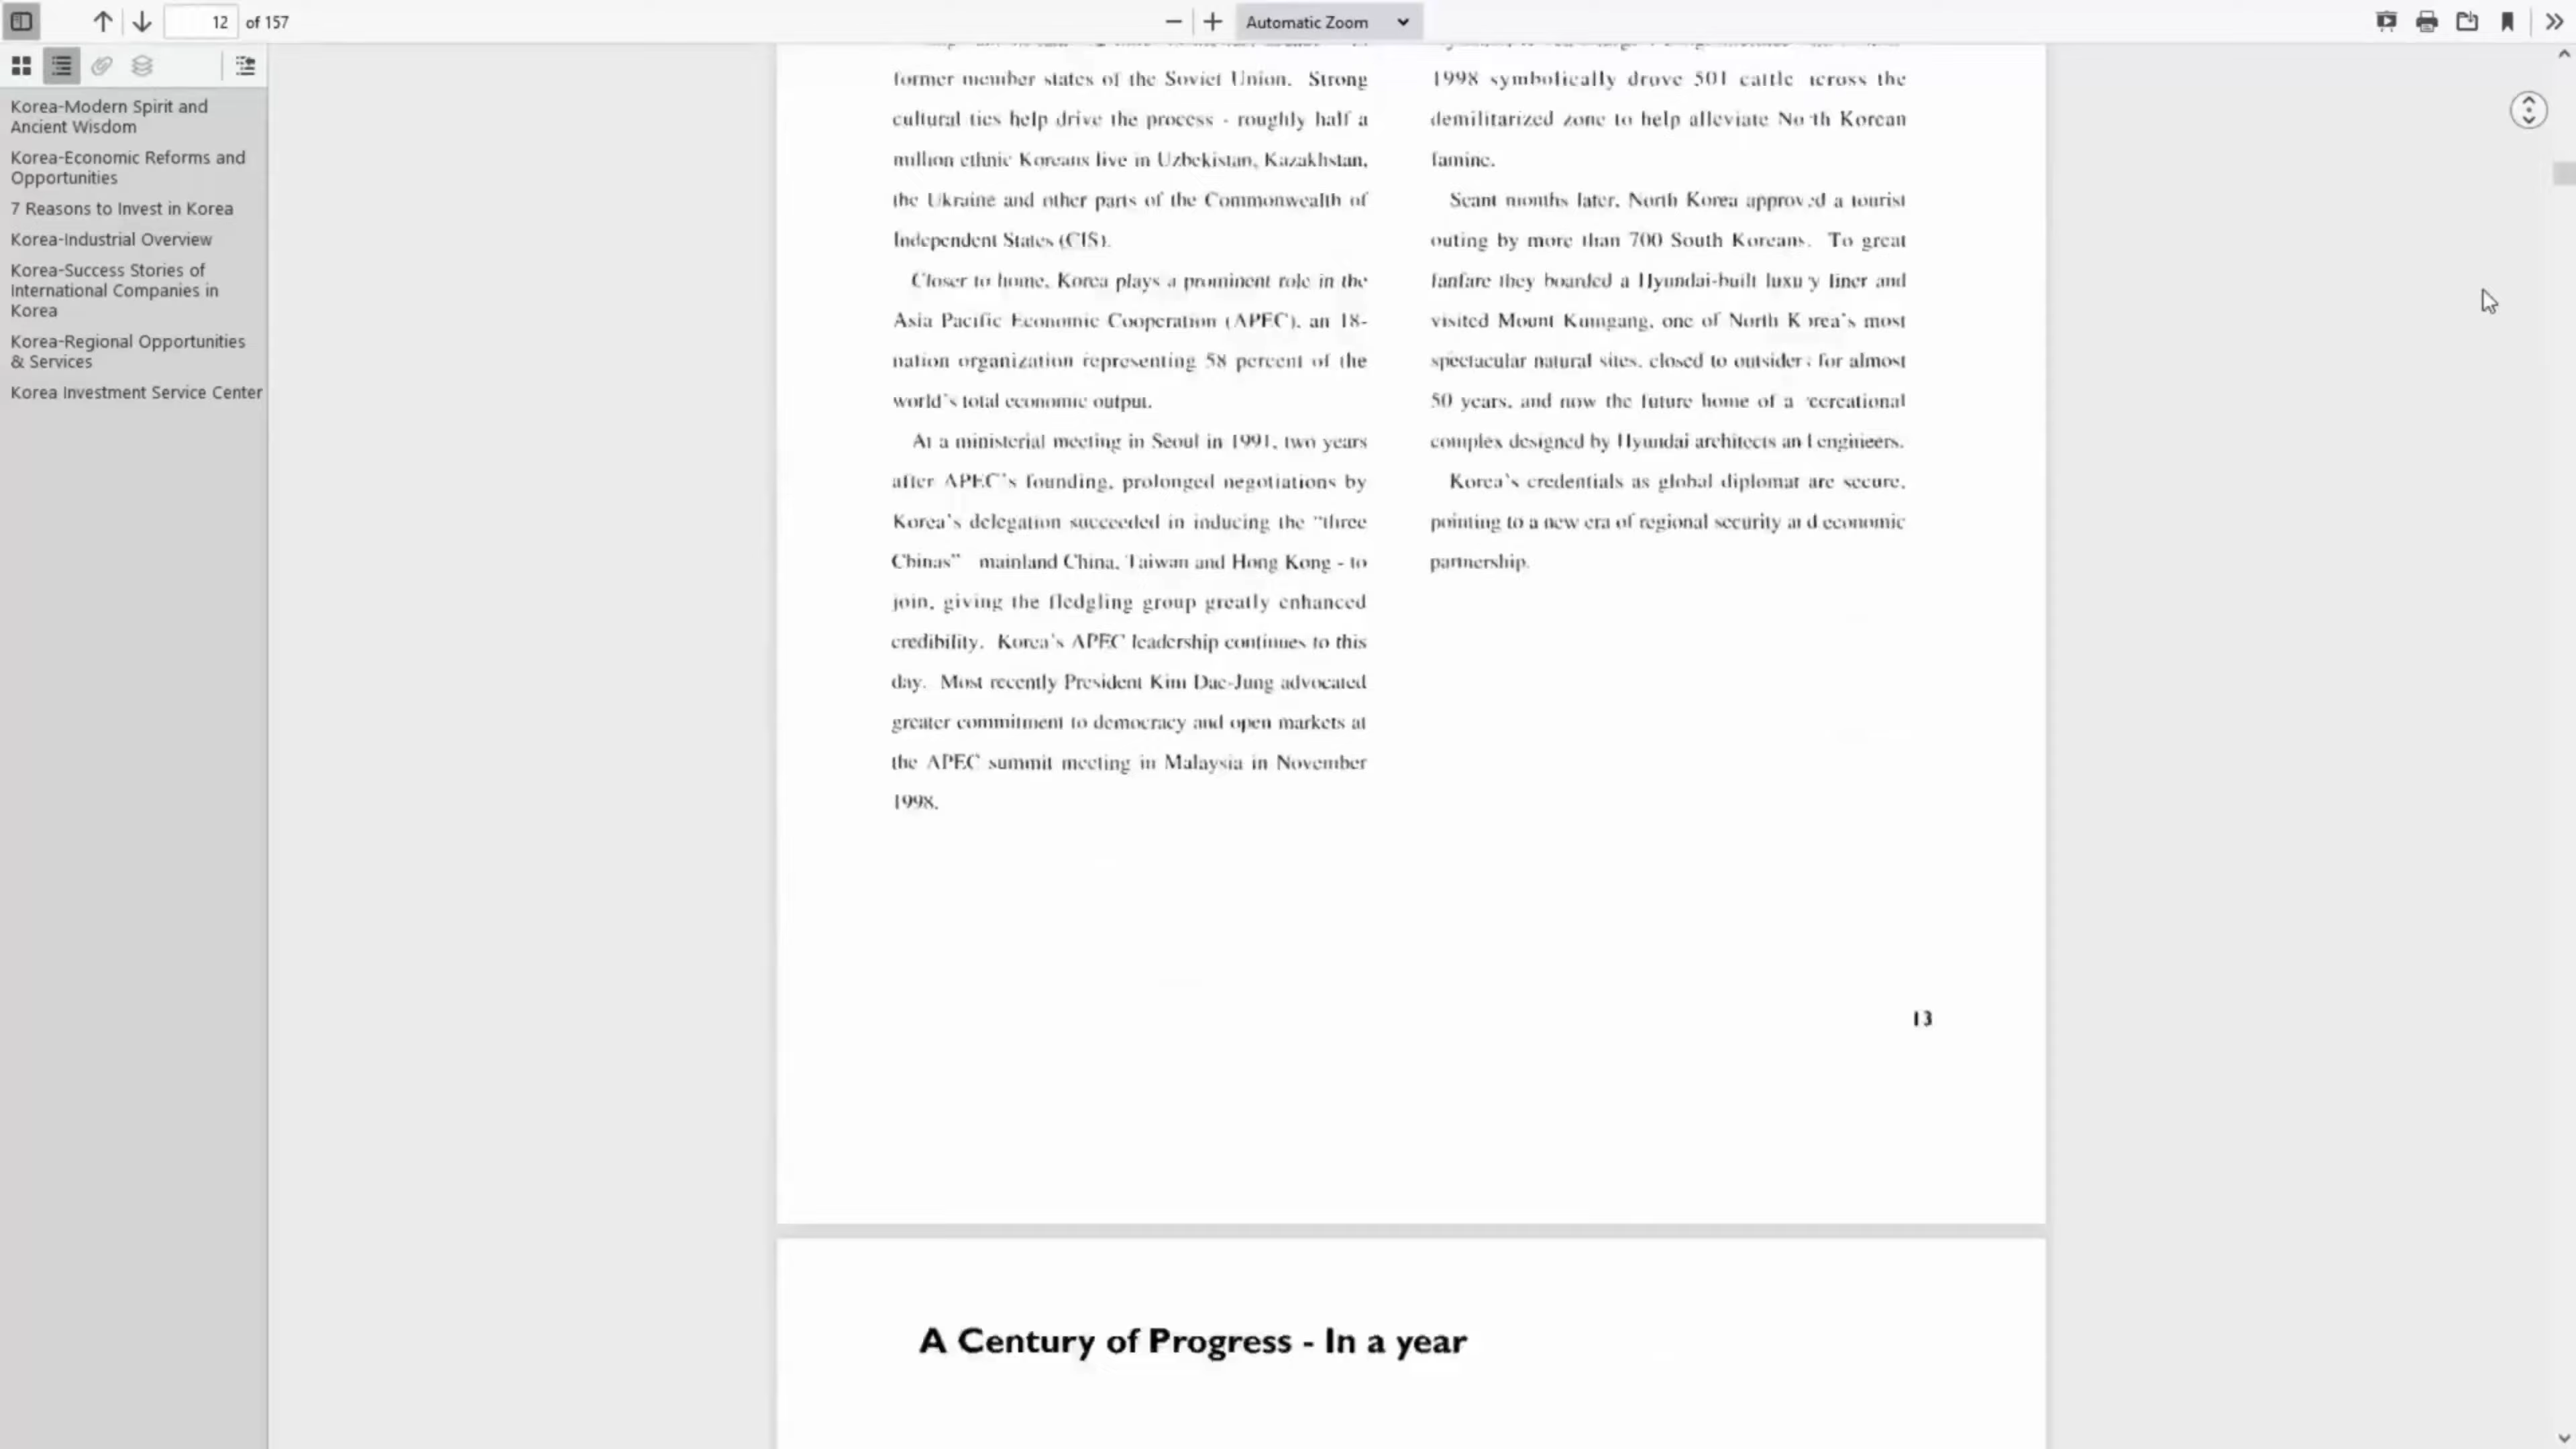 12 of 157
Automatic Zoom
Korea-Modern Spirit and
Ancient Wisdom
Korea-Economic Reforms and
Opportunities
7 Reasons to Invest in Korea
Korea-Industrial Overview
Korea-Success Stories of
International Companies in
Korea
Korea-Regional Opportunities
& Services
Korea Investment Service Center
former member states of the Soviet Union. Strong
cultural ties help drive the process - roughly half a
million ethnic Koreans live in Uzbekistan, Kazakhstan,
the Ukraine and other parts of the Commonwealth of
Independent States (CIS).
Closer to home, Korea plays a prominent role in the
Asia Pacific Economic Cooperation (APEC), an 18-
nation organization representing 58 percent of the
world's total economic output.
At a ministerial meeting in Seoul in 1991, two years
after APEC's founding, prolonged negotiations by
Korea's delegation succeeded in inducing the "three
Chinas" mainland China, Taiwan and Hong Kong - to
join, giving the fledgling group greatly enhanced
credibility. Korea's APEC leadership continues to this
day. Most recently President Kim Dae-Jung advocated
greater commitment to democracy and open markets at
the APEC summit meeting in Malaysia in November
1998.
1998 symbolically drove 501 cattle across the
demilitarized zone to help alleviate North Korean
famine.
Scant months later, North Korea approved a tourist
outing by more than 700 South Koreans. To great
fanfare they boarded a Hyundai-built luxury liner and
visited Mount Kumgang, one of North Korea's most
spectacular natural sites, closed to outsiders for almost
50 years, and now the future home of a recreational
complex designed by Hyundai architects and engineers.
Korea's credentials as global diplomat are secure,
pointing to a new era of regional security and economic
partnership.
13
A Century of Progress - In a year